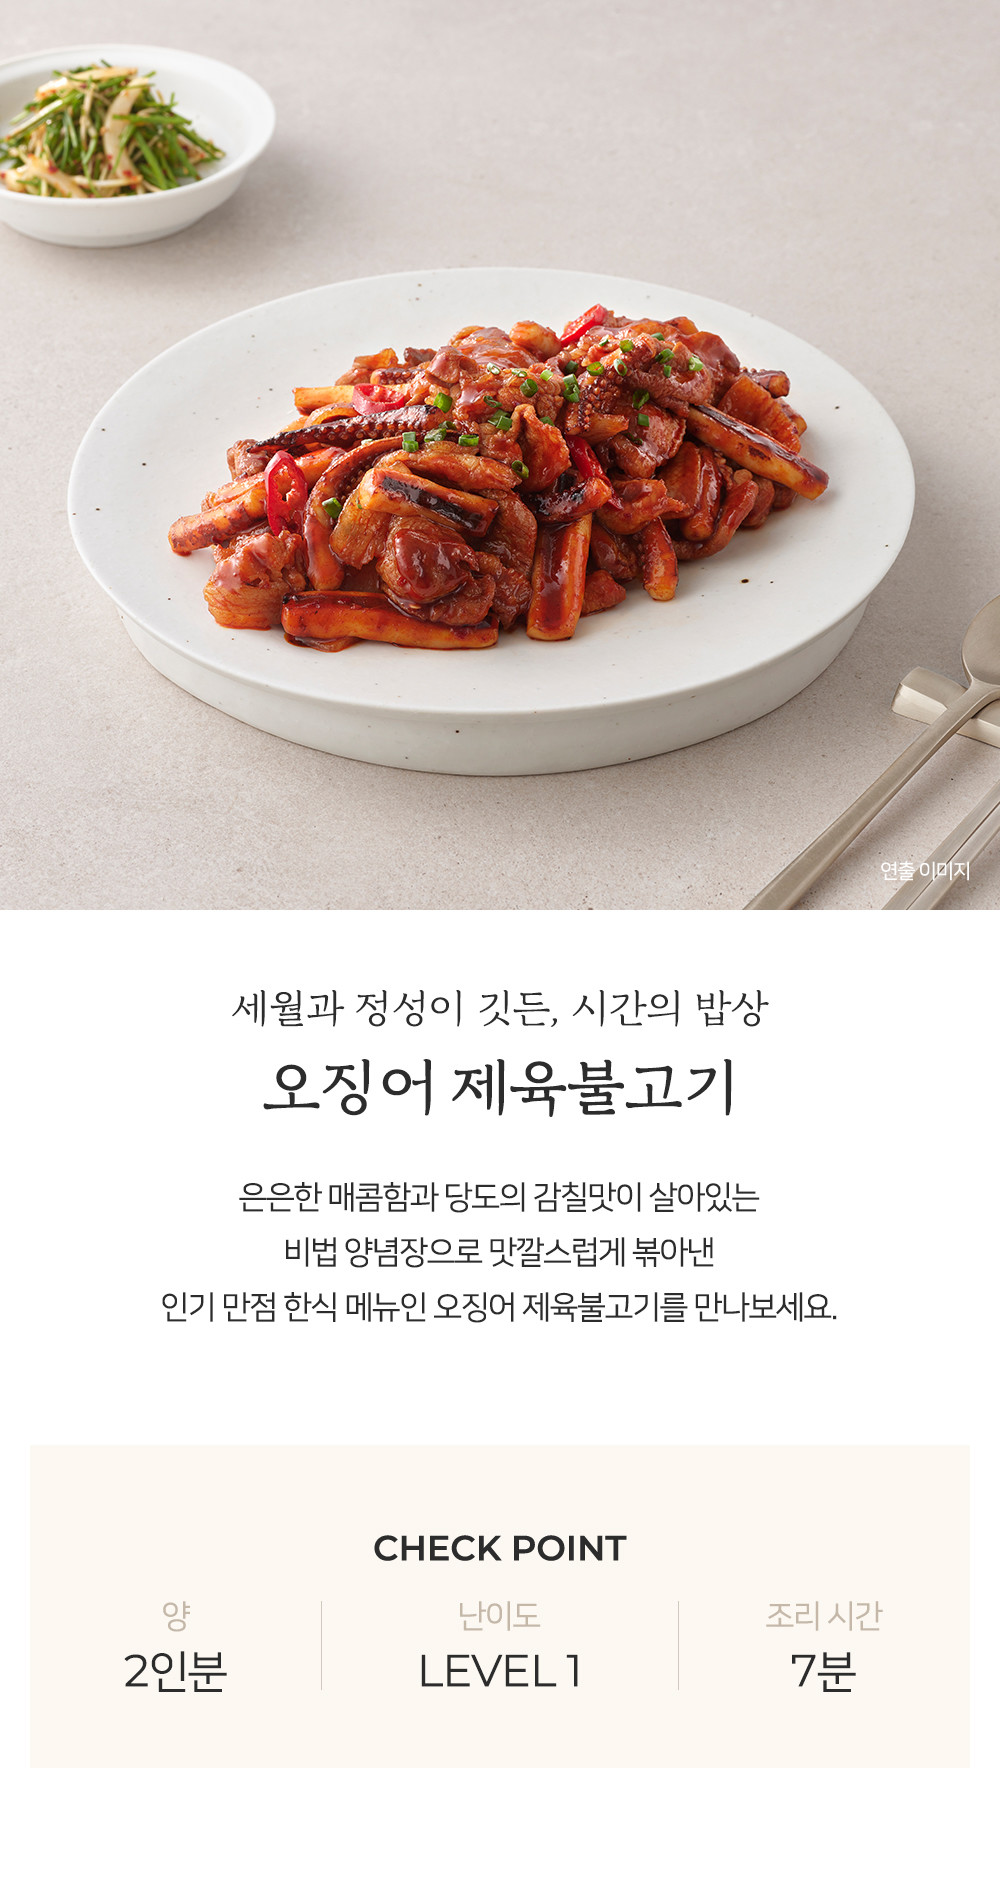 연출 이미지
세월과 정성이 깃든, 시간의 밥상
오징어 제육불고기
은은한 매콤함과 당도의 감칠맛이 살아있는
비법 양념장으로 맛깔스럽게 볶아낸
인기 만점 한식 메뉴인 오징어 제육불고기를 만나보세요.
CHECK POINT
양
2인분
난이도
LEVEL 1
조리 시간
7분